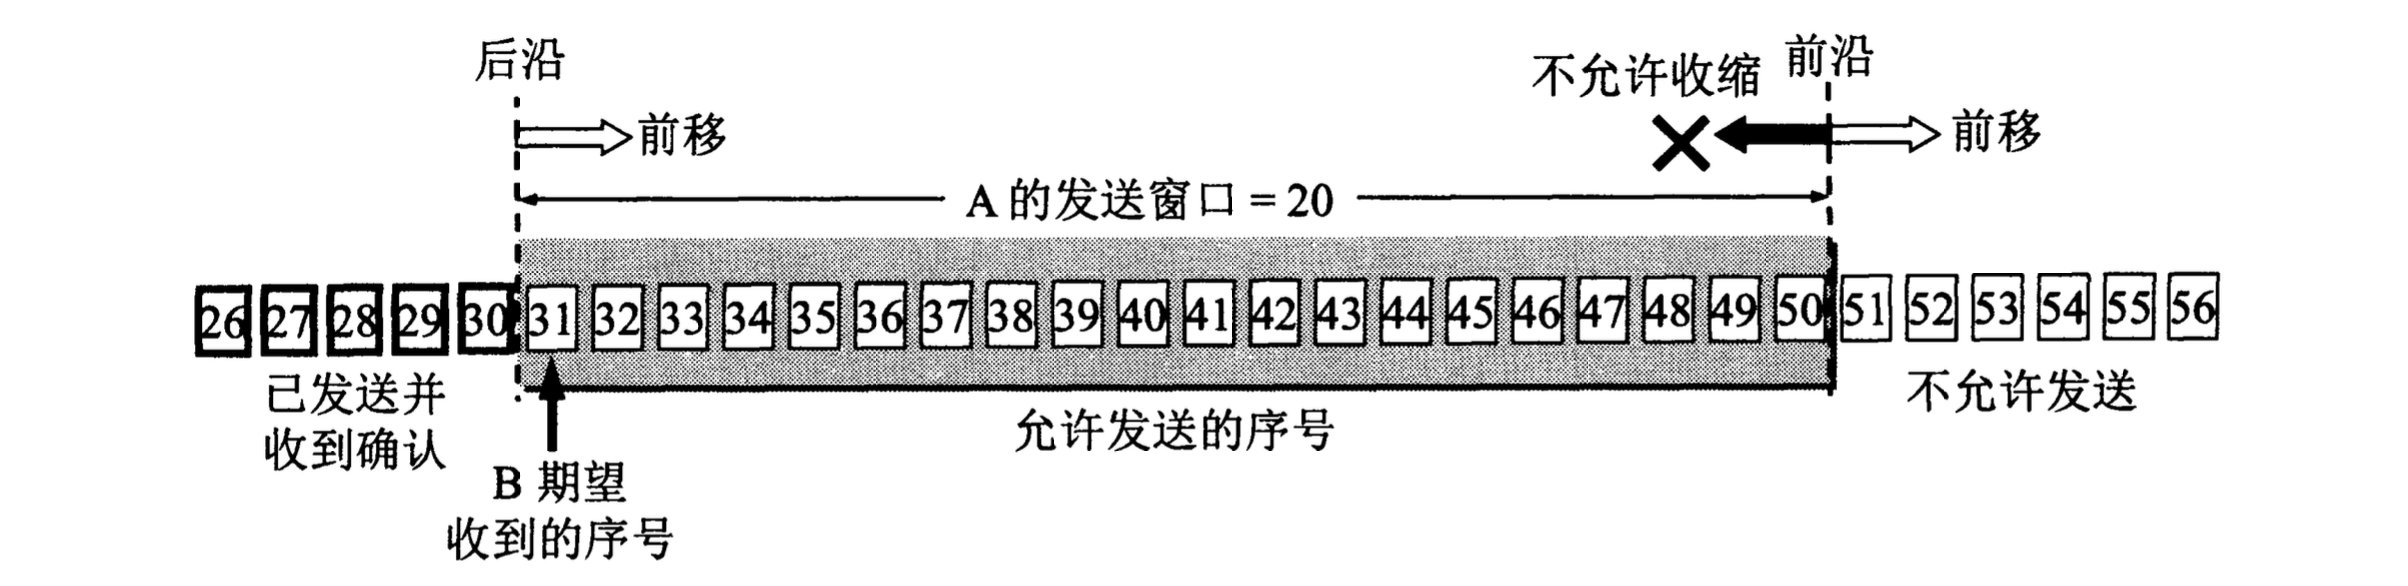 后沿
不允许收缩 前沿
前移
前移
A 的发送窗口 = 20
26 27 28 29 30 31 32 33 34 35 36 37 38 39 40 41 42 43 44 45 46 47 48 49 50 51 52 53 54 55 56
已发送并
收到确认
允许发送的序号
不允许发送
B 期望
收到的序号